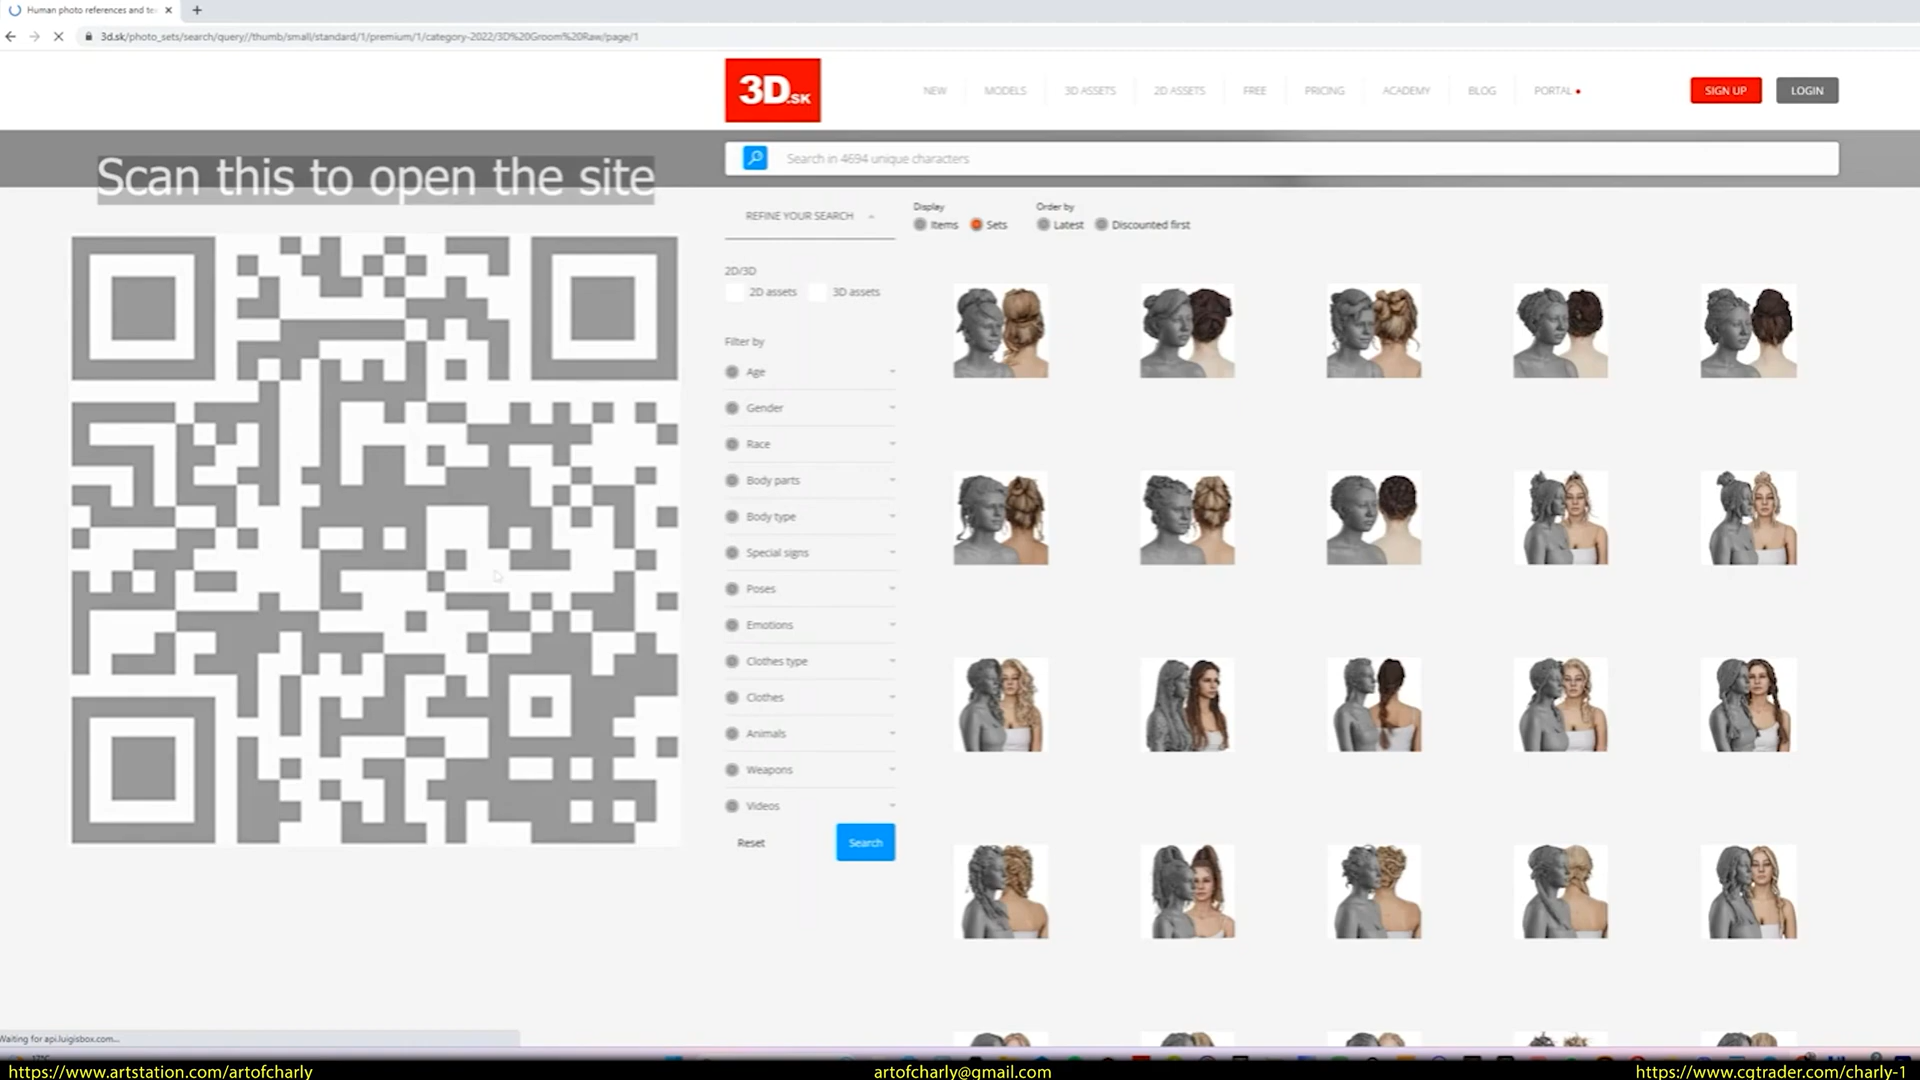 Human photo references and te
3d.sk/photo_sets/search/query//thumb/small/standard/1/premium/1/category-2022/3D%20Groom%20Raw/page/1
3D.SK
NEW
MODELS
3D ASSETS
2D ASSETS
FREE
PRICING
ACADEMY
BLOG
PORTAL
SIGN UP
LOGIN
Scan this to open the site
Search in 4694 unique characters
REFINE YOUR SEARCH
Display
Items
Sets
Order by
Latest
Discounted first
2D/3D
2D assets
3D assets
Filter by
Age
Gender
Race
Body parts
Body type
Special signs
Poses
Emotions
Clothes type
Clothes
Animals
Weapons
Videos
Reset
Search
Waiting for api.luigisbox.com...
17°C
https://www.artstation.com/artofcharly
artofcharly@gmail.com
https://www.cgtrader.com/charly-1